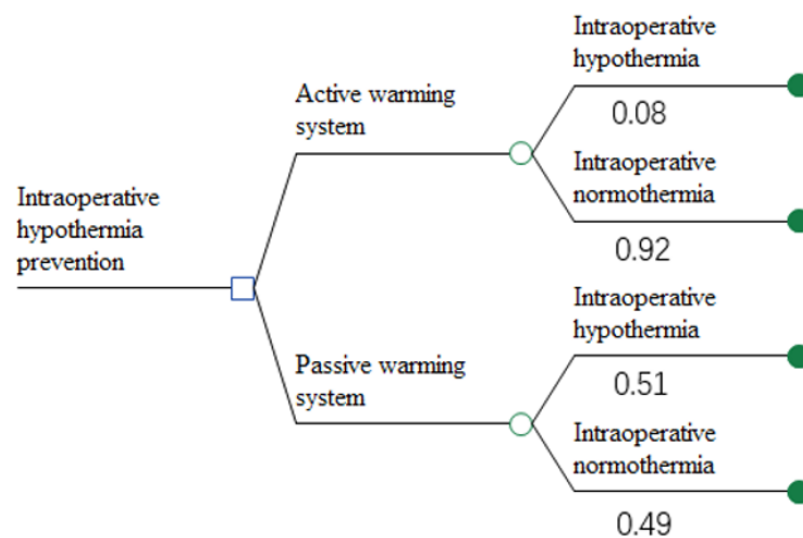 Intraoperative
hypothermia
prevention
Active warming
system
Intraoperative
hypothermia
0.08
Intraoperative
normothermia
0.92
Passive warming
system
Intraoperative
hypothermia
0.51
Intraoperative
normothermia
0.49